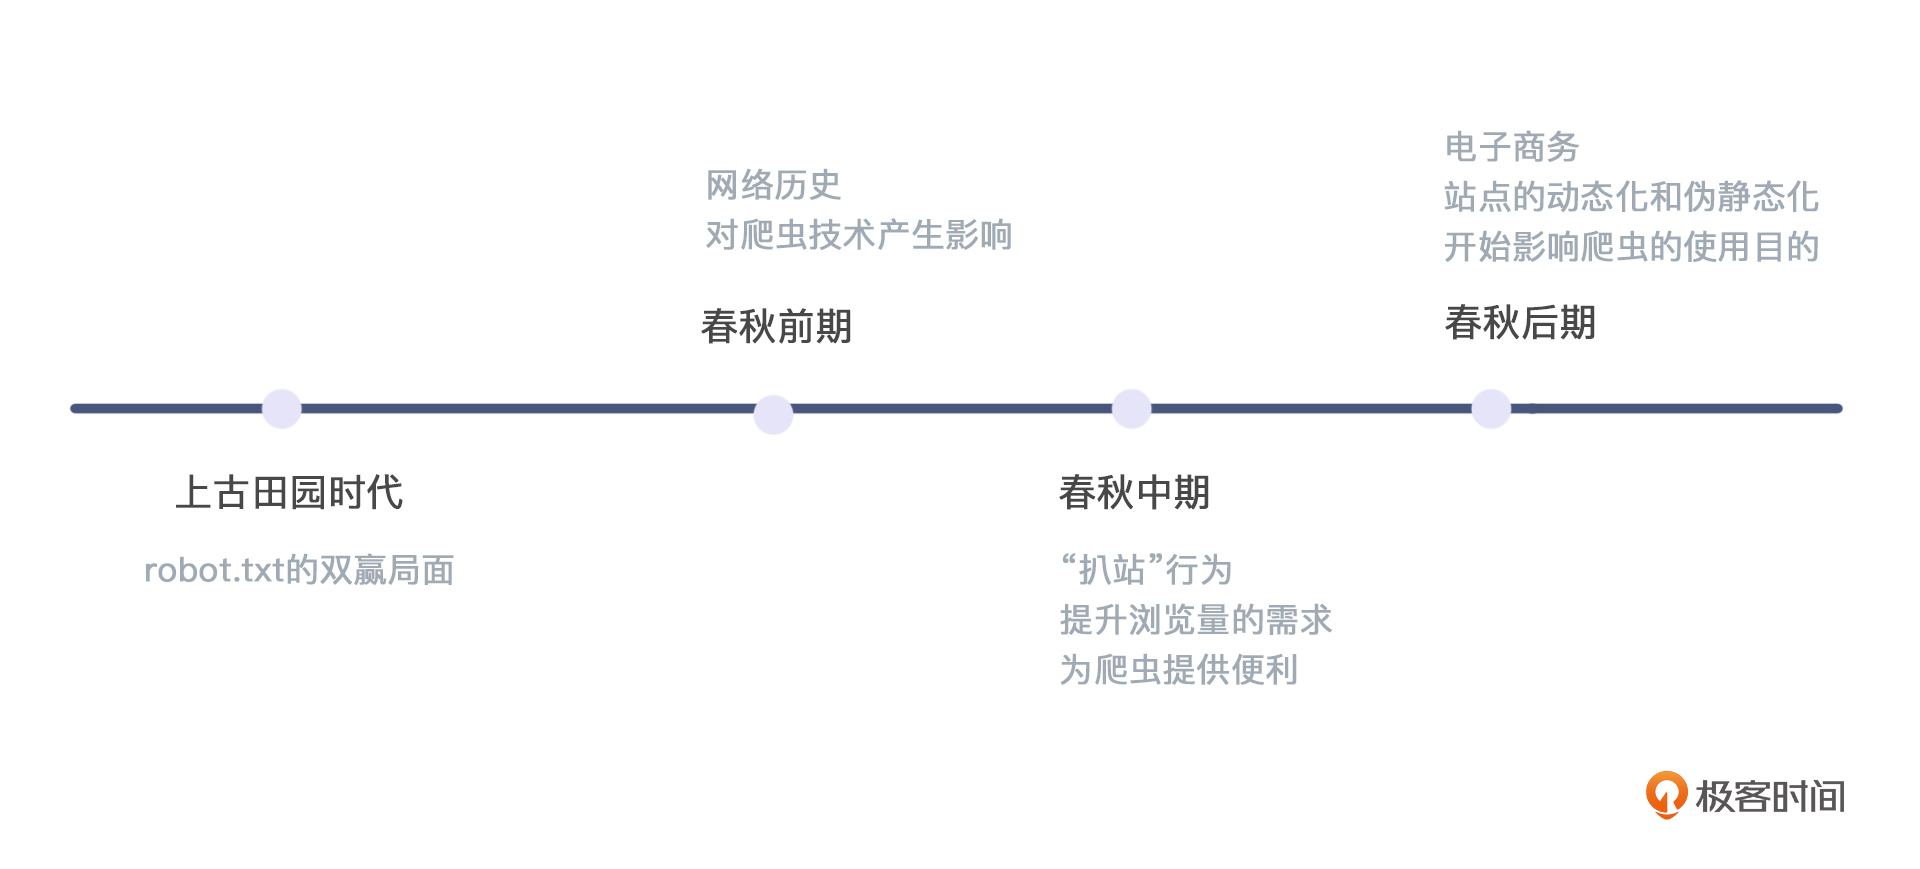 上古田园时代
robot.txt的双赢局面
网络历史
对爬虫技术产生影响
春秋前期
春秋中期
“扒站”行为
提升浏览量的需求
为爬虫提供便利
电子商务
站点的动态化和伪静态化
开始影响爬虫的使用目的
春秋后期
极客时间